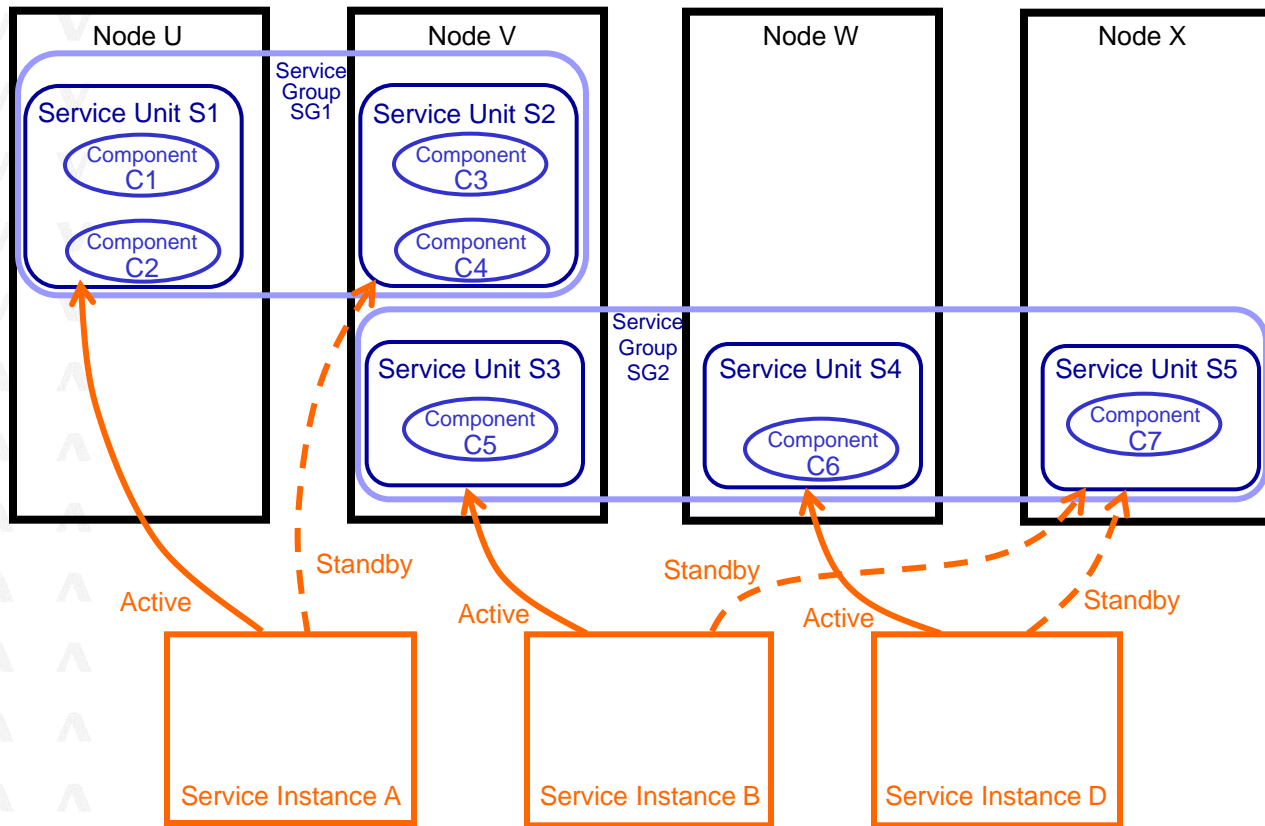 Node U
Node V
Node W
Node X
Service
Group
SG1
Service Unit S1
Component
C1
Component
C2
Service Unit S2
Component
C3
Component
C4
Service
Group
SG2
Service Unit S3
Component
C5
Service Unit S4
Component
C6
Service Unit S5
Component
C7
Active
Standby
Active
Standby
Active
Standby
Service Instance A
Service Instance B
Service Instance D